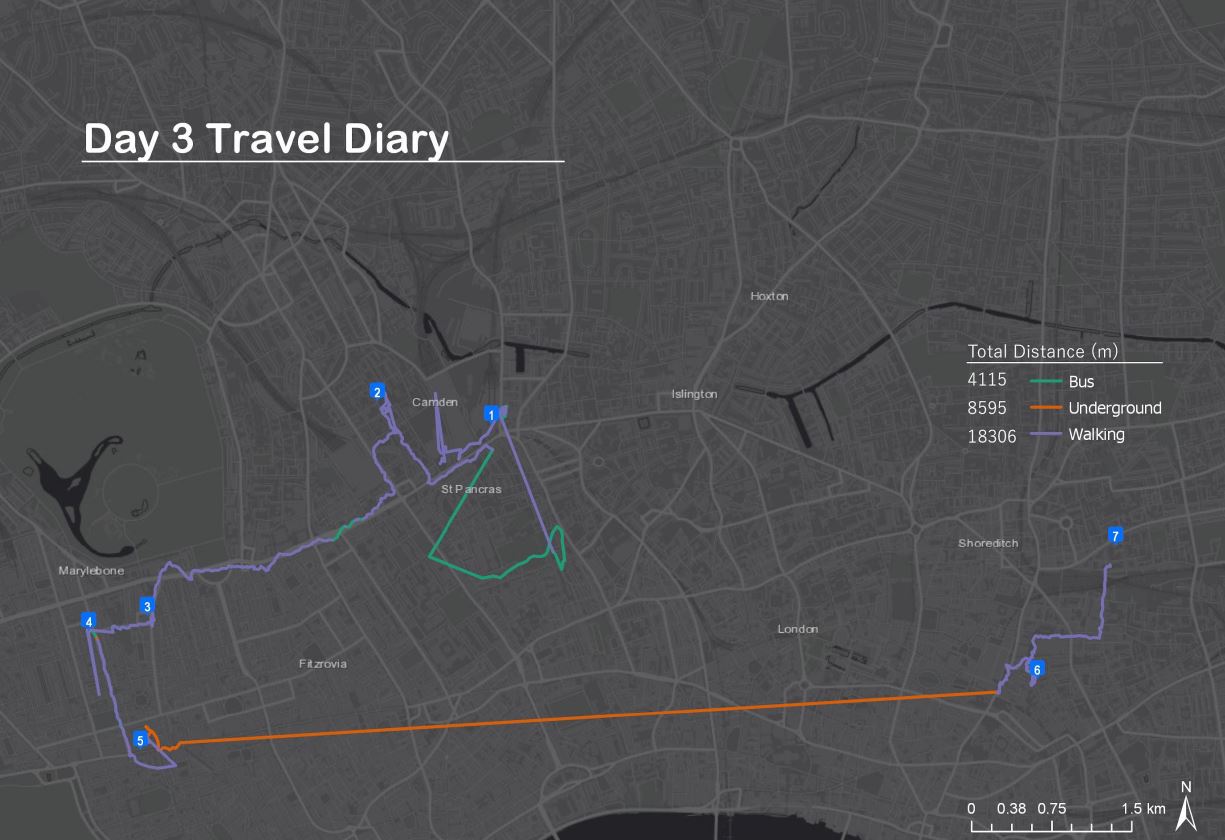 Day 3 Travel Diary
Hoxton
Total Distance (m)
4115 Bus
8595 Underground
18306 Walking
2
Camden
1
Islington
St Pancras
7
Shoreditch
Marylebone
3
4
London
Fitzrovia
6
5
N
0 0.38 0.75 1.5 km